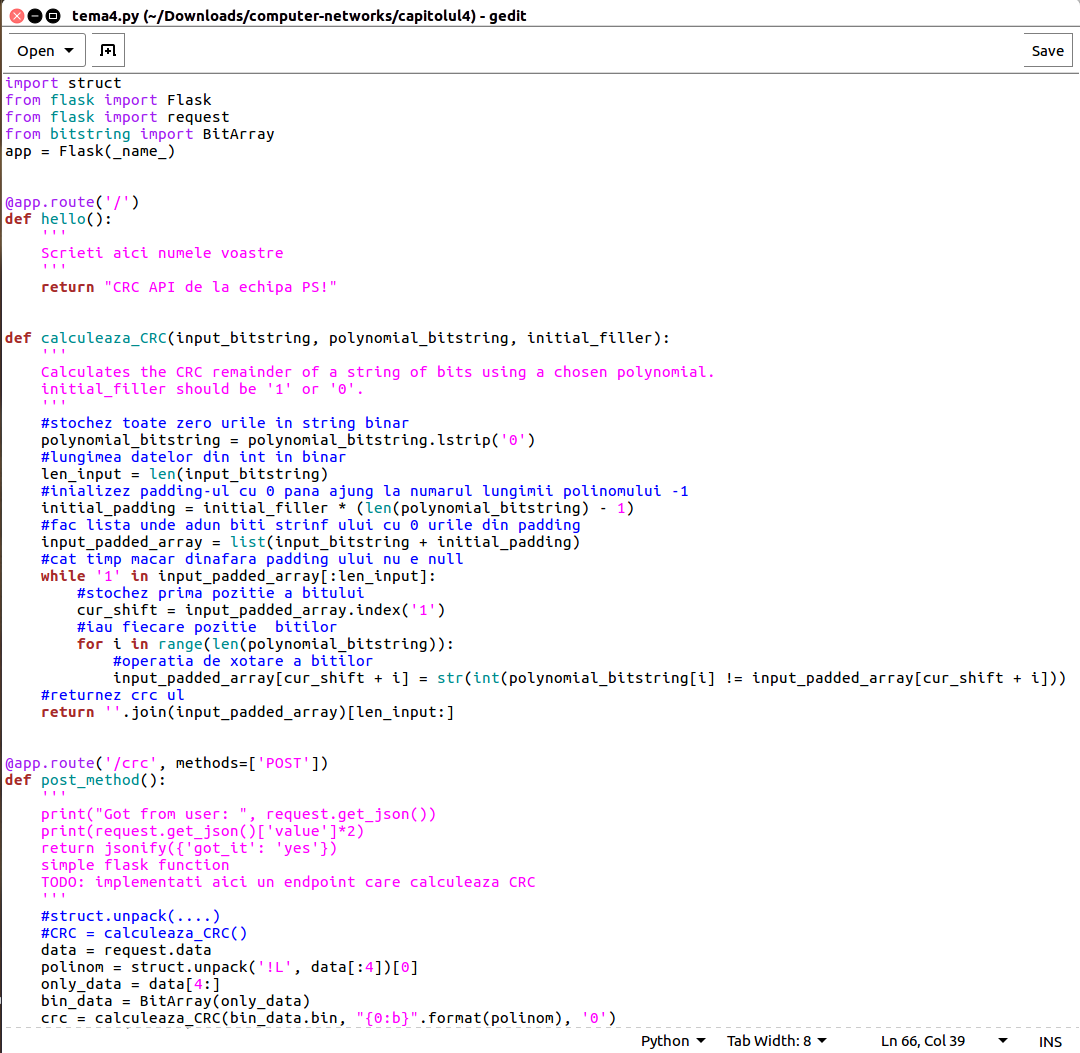 tema4.py (~/Downloads/computer-networks/capitolul4) - gedit
Open
Save
import struct
from flask import Flask
from flask import request
from bitstring import BitArray
app = Flask(_name_)
@app.route('/')
def hello():
    '''
    Scrieti aici numele voastre
    '''
    return "CRC API de la echipa PS!"
def calculeaza_CRC(input_bitstring, polynomial_bitstring, initial_filler):
    '''
    Calculates the CRC remainder of a string of bits using a chosen polynomial.
    initial_filler should be '1' or '0'.
    '''
    #stochez toate zero urile in string binar
    polynomial_bitstring = polynomial_bitstring.lstrip('0')
    #lungimea datelor din int in binar
    len_input = len(input_bitstring)
    #inializez padding-ul cu 0 pana ajung la numarul lungimii polinomului -1
    initial_padding = initial_filler * (len(polynomial_bitstring) - 1)
    #fac lista unde adun biti strinf ului cu 0 urile din padding
    input_padded_array = list(input_bitstring + initial_padding)
    #cat timp macar dinafara padding ului nu e null
    while '1' in input_padded_array[:len_input]:
        #stochez prima pozitie a bitului
        cur_shift = input_padded_array.index('1')
        #iau fiecare pozitie  bitilor
        for i in range(len(polynomial_bitstring)):
            #operatia de xotare a bitilor
            input_padded_array[cur_shift + i] = str(int(polynomial_bitstring[i] != input_padded_array[cur_shift + i]))
    #returnez crc ul
    return ''.join(input_padded_array)[len_input:]
@app.route('/crc', methods=['POST'])
def post_method():
    '''
    print("Got from user: ", request.get_json())
    print(request.get_json()['value']*2)
    return jsonify({'got_it': 'yes'})
    simple flask function
    TODO: implementati aici un endpoint care calculeaza CRC
    '''
    #struct.unpack(....)
    #CRC = calculeaza_CRC()
    data = request.data
    polinom = struct.unpack('!L', data[:4])[0]
    only_data = data[4:]
    bin_data = BitArray(only_data)
    crc = calculeaza_CRC(bin_data.bin, "{0:b}".format(polinom), '0')
Python Tab Width: 8 Ln 66, Col 39 INS